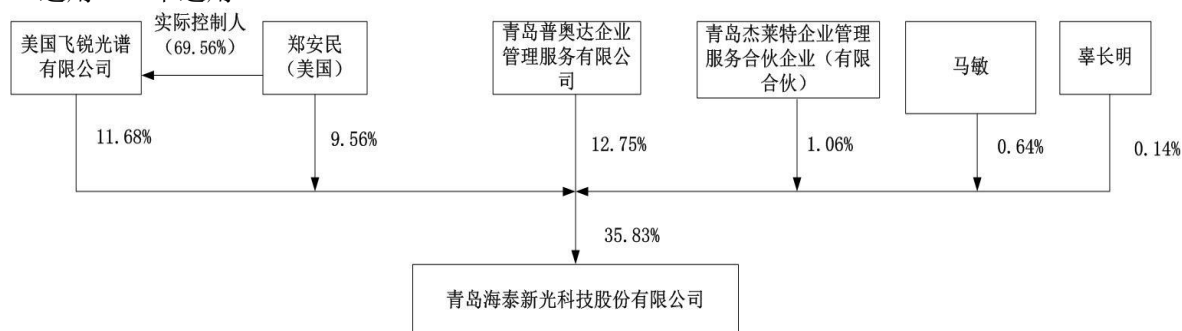 实际控制人
（69.56%）
美国飞锐光谱
有限公司
郑安民
（美国）
青岛普奥达企业
管理服务有限公
司
青岛杰莱特企业管理
服务合伙企业（有限
合伙）
马敏
辜长明
11.68%
9.56%
12.75%
1.06%
0.64%
0.14%
35.83%
青岛海泰新光科技股份有限公司